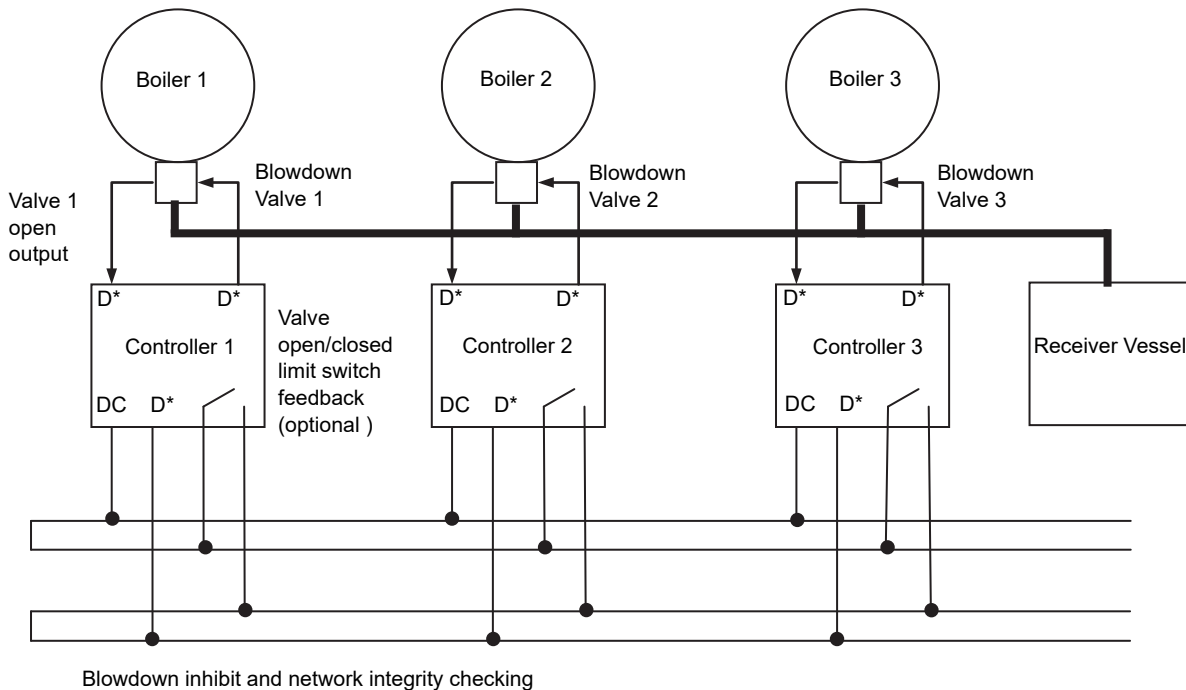 Boiler 1
Boiler 2
Boiler 3
Valve 1
open
output
Blowdown
Valve 1
Blowdown
Valve 2
Blowdown
Valve 3
D*
D*
Controller 1
DC
D*
Valve
open/closed
limit switch
feedback
(optional )
D*
D*
Controller 2
DC
D*
D*
D*
Controller 3
DC
D*
Receiver Vessel
Blowdown inhibit and network integrity checking